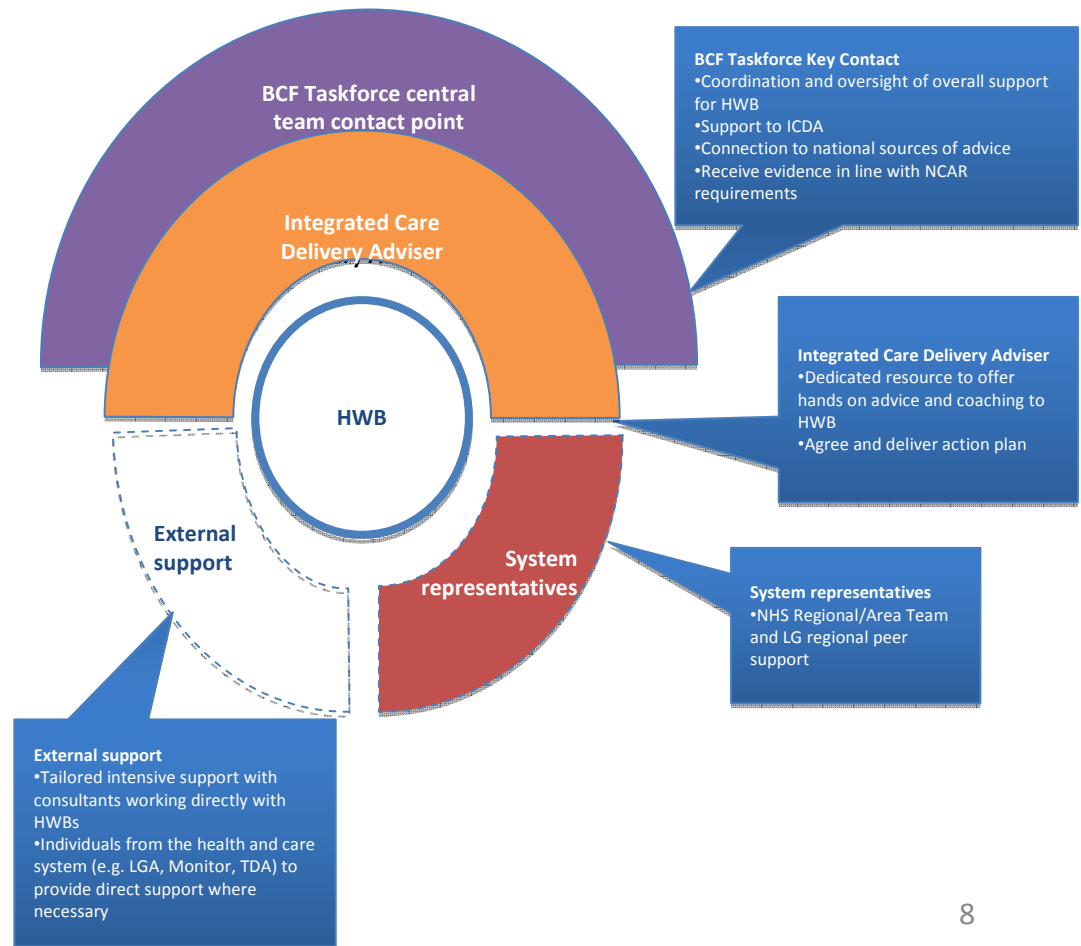 BCF Taskforce central
team contact point
Integrated Care
Delivery Adviser
HWB
External
support
System
representatives
BCF Taskforce Key Contact
•Coordination and oversight of overall support
for HWB
•Support to ICDA
•Connection to national sources of advice
•Receive evidence in line with NCAR
requirements
Integrated Care Delivery Adviser
•Dedicated resource to offer
hands on advice and coaching to
HWB
•Agree and deliver action plan
System representatives
•NHS Regional/Area Team
and LG regional peer
support
External support
•Tailored intensive support with
consultants working directly with
HWBs
•Individuals from the health and care
system (e.g. LGA, Monitor, TDA) to
provide direct support where
necessary
8